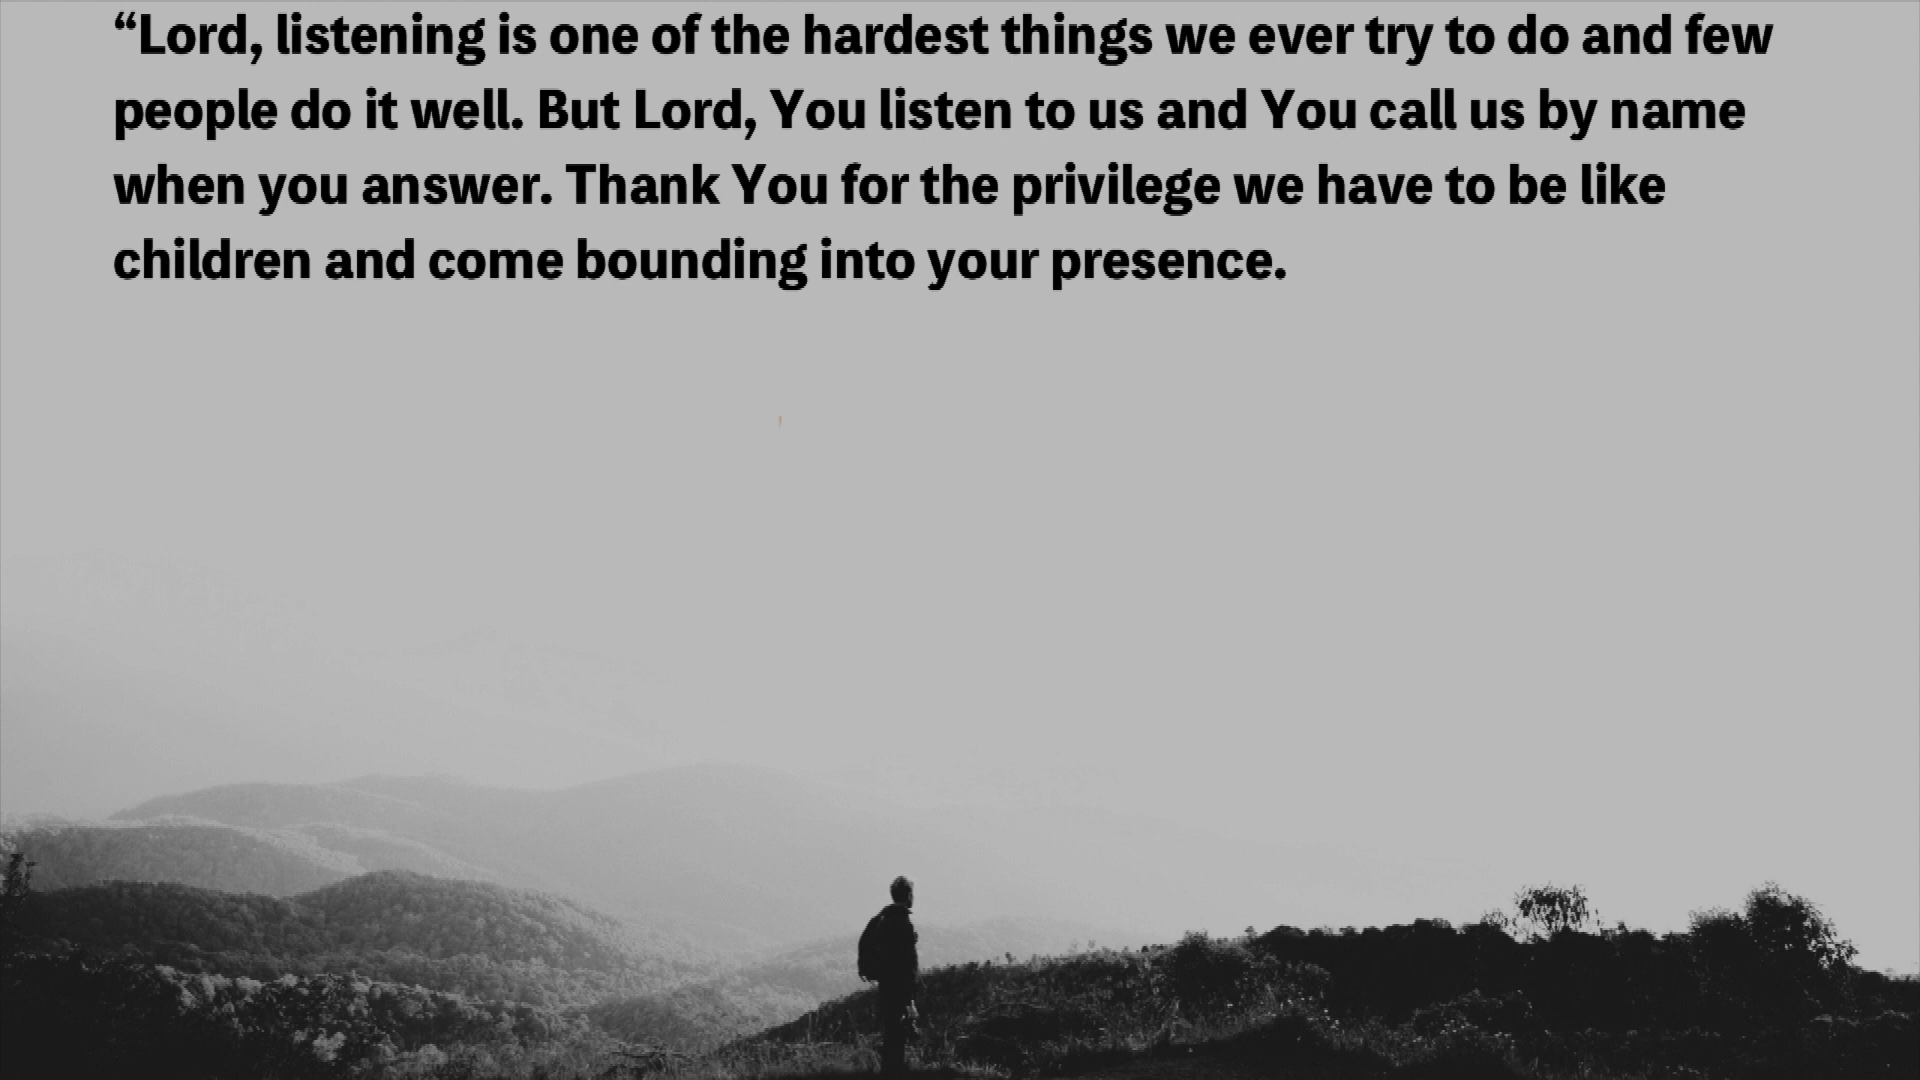 “Lord, listening is one of the hardest things we ever try to do and few
people do it well. But Lord, You listen to us and You call us by name
when you answer. Thank You for the privilege we have to be like
children and come bounding into your presence.